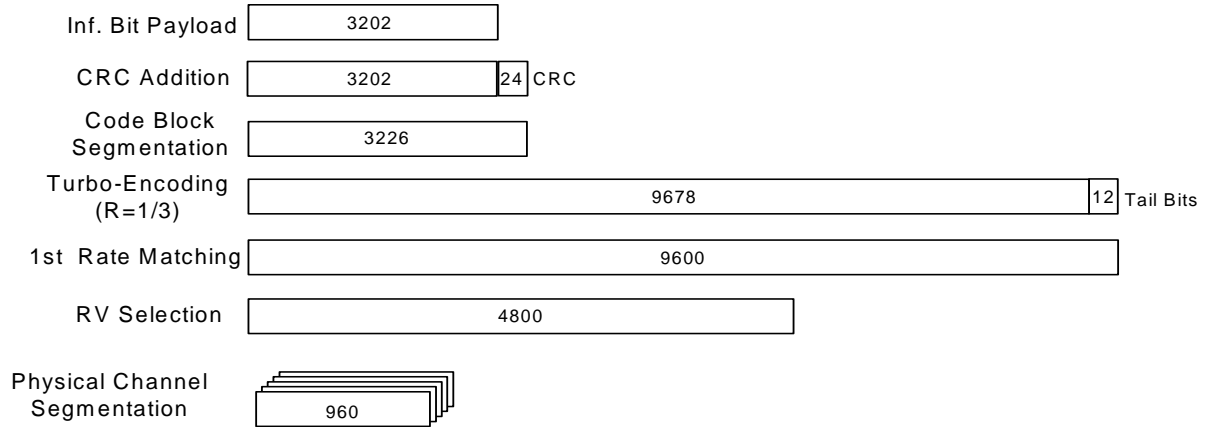 Inf. Bit Payload 3202
CRC Addition 3202 24 CRC
Code Block
Segmentation 3226
Turbo-Encoding
(R=1/3) 9678 12 Tail Bits
1st Rate Matching 9600
RV Selection 4800
Physical Channel
Segmentation 960